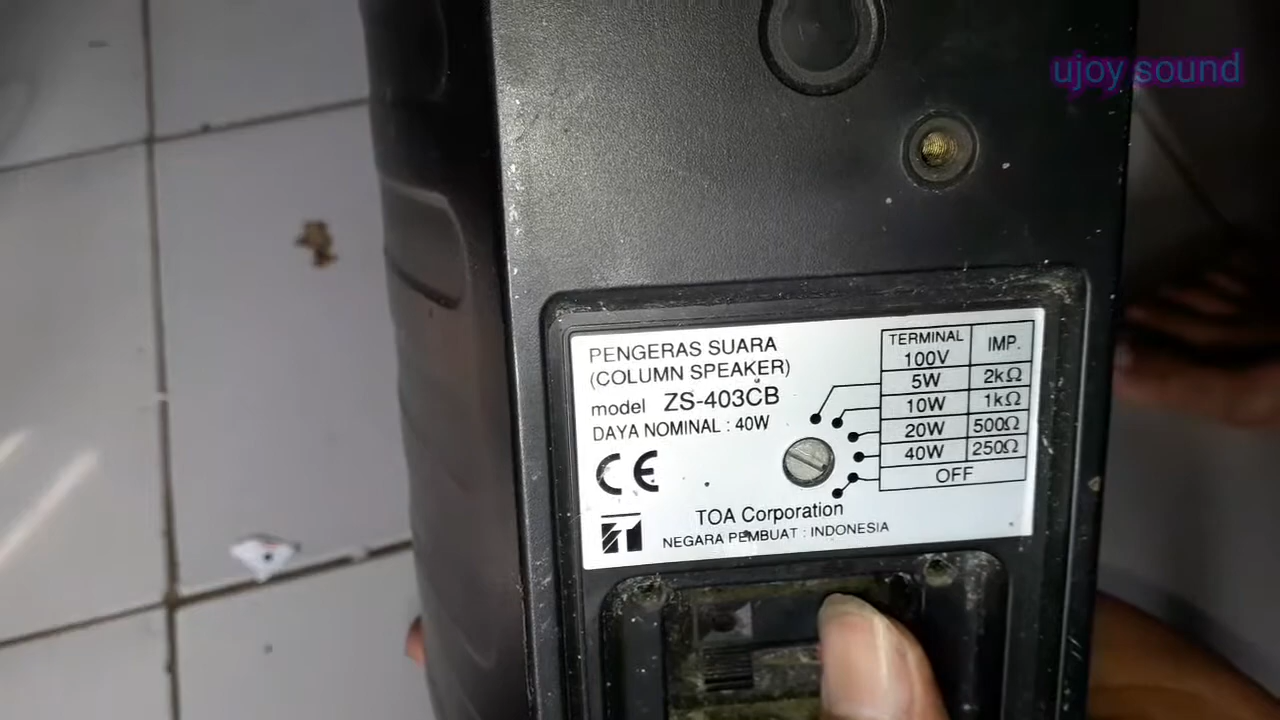 ujoy sound
PENGERAS SUARA
(COLUMN SPEAKER)
model ZS-403CB
DAYA NOMINAL : 40W
CE
TERMINAL 100V IMP.
5W 2kΩ
10W 1kΩ
20W 500Ω
40W 250Ω
OFF
TOA Corporation
NEGARA PEMBUAT : INDONESIA